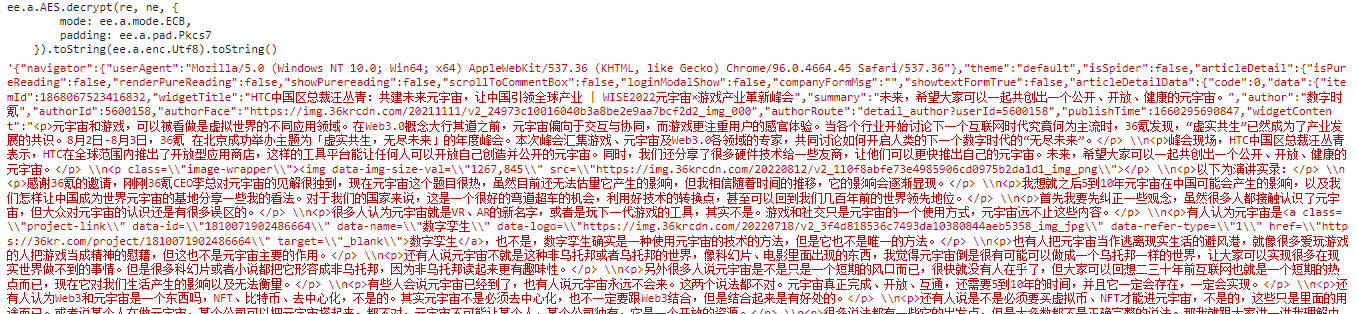 ee.a.AES.decrypt(re, ne, {
mode: ee.a.mode.ECB,
padding: ee.a.pad.Pkcs7
}).toString(ee.a.enc.Utf8).toString()
'{"navigator":{"userAgent":"Mozilla/5.0 (Windows NT 10.0; Win64; x64) AppleWebKit/537.36 (KHTML, like Gecko) Chrome/96.0.4664.45 Safari/537.36"},"theme":"default","isSpider":false,"articleDetail":{"isPur
eReading":false,"renderPureReading":false,"showPurereading":false,"scrollToCommentBox":false,"loginModalShow":false,"companyFormMsg":"","showtextFormTrue":false,"articleDetailData":{"code":0,"data":{"ite
mId":1868067523416832,"widgetTitle":"HTC中国区总裁汪丛青：共建未来元宇宙，让中国引领全球产业 | WISE2022元宇宙×游戏产业革新峰会","summary":"未来，希望大家可以一起共创出一个公开、开放、健康的元宇宙。","author":"数字时
氪","authorId":5600158,"authorFace":"https://img.36krcdn.com/20211111/v2_24973c10016040b3a8be2e9aa7bcf2d2_img_000","authorRoute":"detail_author?userId=5600158","publishTime":1660295690847,"widgetConten
t":"<p>元宇宙和游戏，可以被看做是虚拟世界的不同应用领域。在Web3.0概念大行其道之前，元宇宙偏向于交互与协同，而游戏更注重用户的感官体验。当各个行业开始讨论下一个互联网时代究竟何为主流时，36氪发现，“虚实共生”已然成为了产业发
展的共识。8月2日-8月3日，36氪 在北京成功举办主题为「虚实共生，无尽未来」的年度峰会。本次峰会汇集游戏、元宇宙及Web3.0各领域的专家，共同讨论如何开启人类的下一个数字时代的“无尽未来”。</p> \\n<p>峰会现场，HTC中国区总裁汪丛青
表示，HTC在全球范围内推出了开放型应用商店，这样的工具平台能让任何人可以开放自己创造并公开的元宇宙。同时，我们还分享了很多硬件技术给一些友商，让他们可以更快推出自己的元宇宙。未来，希望大家可以一起共创出一个公开、开放、健康的
元宇宙。</p> \\n<p class=\\"image-wrapper\\"><img data-img-size-val=\\"1267,845\\" src=\\"https://img.36krcdn.com/20220812/v2_110f8abfe73e4985906cd0975b2da1d1_img_png\\"></p> \\n<p>以下为演讲实录：</p> \\n
<p>感谢36氪的邀请，刚刚36氪CEO李总对元宇宙的见解很独到，现在元宇宙这个题目很热，虽然目前还无法估量它产生的影响，但我相信随着时间的推移，它的影响会逐渐显现。</p> \\n<p>我想就之后5到10年元宇宙在中国可能会产生的影响，以及我
们怎样让中国成为世界元宇宙的基地分享一些我的看法。对于我们的国家来说，这是一个很好的弯道超车的机会，利用好技术的转换点，甚至可以回到我们几百年前的世界领先地位。</p> \\n<p>首先我要先纠正一些观念，虽然很多人都接触认识了元宇
宙，但大众对元宇宙的认识还是有很多误区的。</p> \\n<p>很多人认为元宇宙就是VR、AR的新名字，或者是玩下一代游戏的工具，其实不是。游戏和社交只是元宇宙的一个使用方式，元宇宙远不止这些内容。</p> \\n<p>有人认为元宇宙是<a class=
\\"project-link\\" data-id=\\"1810071902486664\\" data-name=\\"数字孪生\\" data-logo=\\"https://img.36krcdn.com/20220718/v2_3f4d818536c7493da10380844aeb5358_img_jpg\\" data-refer-type=\\"1\\" href=\\"http
s://36kr.com/project/1810071902486664\\" target=\\"_blank\\">数字孪生</a>，也不是，数字孪生确实是一种使用元宇宙的技术的方法，但是它也不是唯一的方法。</p> \\n<p>也有人把元宇宙当作逃离现实生活的避风港，就像很多爱玩游戏
的人把游戏当成精神的慰藉，但这也不是元宇宙主要的作用。</p> \\n<p>还有人说元宇宙不就是这种非乌托邦或者乌托邦的世界，像科幻片、电影里面出现的东西，我觉得元宇宙倒是很有可能可以做成一个乌托邦一样的世界，让大家可以实现很多在现
实世界做不到的事情。但是很多科幻片或者小说都把它形容成非乌托邦，因为非乌托邦读起来更有趣味性。</p> \\n<p>另外很多人说元宇宙是不是只是一个短期的风口而已，很快就没有人在乎了，但大家可以回想二三十年前互联网也就是一个短期的热
点而已，现在它对我们生活产生的影响以及无法衡量。</p> \\n<p>有些人会说元宇宙已经到了，也有人说元宇宙永远不会来。这两个说法都不对。元宇宙真正完成、开放、互通，还需要5到10年的时间，并且它一定会存在，一定会实现。</p> \\n<p>还
有人认为Web3和元宇宙是一个东西吗，NFT、比特币、去中心化，不是的。其实元宇宙不是必须去中心化，也不一定要跟Web3结合，但是结合起来是有好处的。</p> \\n<p>还有人说是不是必须要买虚拟币、NFT才能进元宇宙，不是的，这些只是里面的用